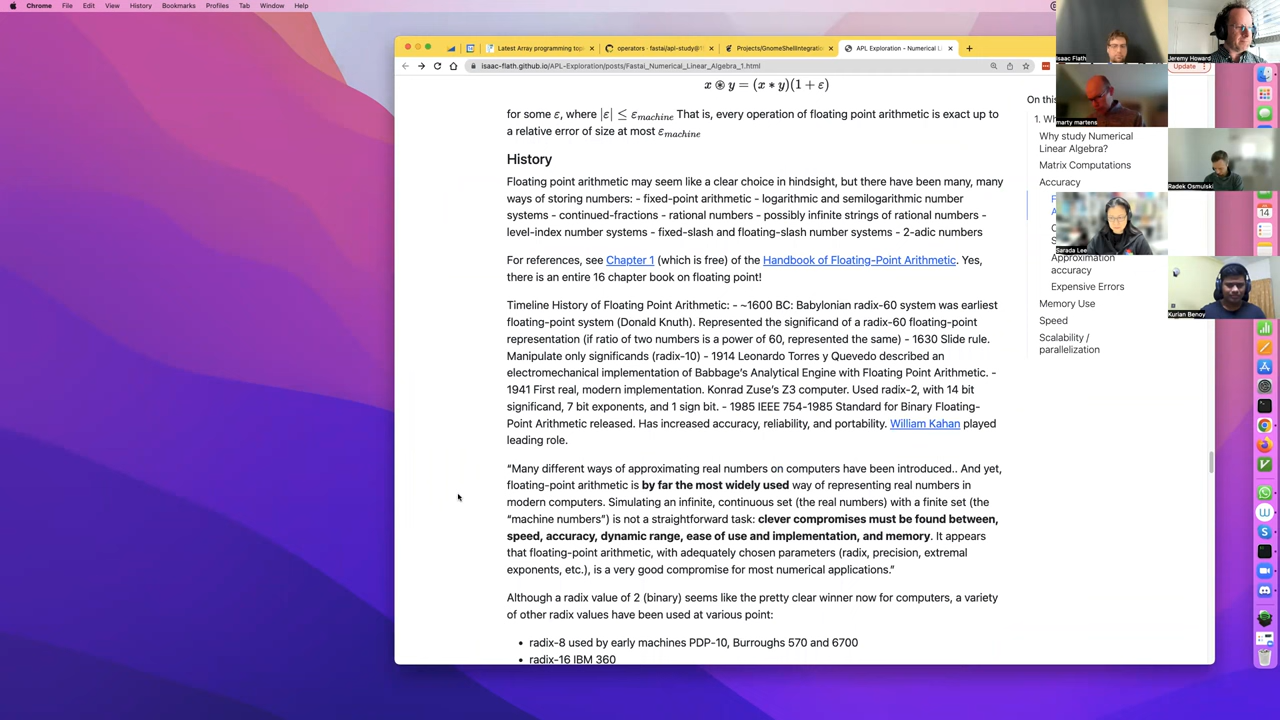 Chrome File Edit View History Bookmarks Profiles Tab Window Help
Latest Array programming top
operators · fastai/apl-study@1
Projects/GnomeShellIntegratio
APL Exploration - Numerical L
isaac-flath.github.io/APL-Exploration/posts/Fastai_Numerical_Linear_Algebra_1.html
Update
x ⊛ y = (x ∗ y)(1 + ε)
for some ε, where |ε| ≤ ε_machine That is, every operation of floating point arithmetic is exact up to
a relative error of size at most ε_machine
History
Floating point arithmetic may seem like a clear choice in hindsight, but there have been many, many
ways of storing numbers: - fixed-point arithmetic - logarithmic and semilogarithmic number
systems - continued-fractions - rational numbers - possibly infinite strings of rational numbers -
level-index number systems - fixed-slash and floating-slash number systems - 2-adic numbers
For references, see Chapter 1 (which is free) of the Handbook of Floating-Point Arithmetic. Yes,
there is an entire 16 chapter book on floating point!
Timeline History of Floating Point Arithmetic: - ~1600 BC: Babylonian radix-60 system was earliest
floating-point system (Donald Knuth). Represented the significand of a radix-60 floating-point
representation (if ratio of two numbers is a power of 60, represented the same) - 1630 Slide rule.
Manipulate only significands (radix-10) - 1914 Leonardo Torres y Quevedo described an
electromechanical implementation of Babbage's Analytical Engine with Floating Point Arithmetic. -
1941 First real, modern implementation. Konrad Zuse's Z3 computer. Used radix-2, with 14 bit
significand, 7 bit exponents, and 1 sign bit. - 1985 IEEE 754-1985 Standard for Binary Floating-
Point Arithmetic released. Has increased accuracy, reliability, and portability. William Kahan played
leading role.
“Many different ways of approximating real numbers on computers have been introduced.. And yet,
floating-point arithmetic is by far the most widely used way of representing real numbers in
modern computers. Simulating an infinite, continuous set (the real numbers) with a finite set (the
“machine numbers”) is not a straightforward task: clever compromises must be found between,
speed, accuracy, dynamic range, ease of use and implementation, and memory. It appears
that floating-point arithmetic, with adequately chosen parameters (radix, precision, extremal
exponents, etc.), is a very good compromise for most numerical applications.”
Although a radix value of 2 (binary) seems like the pretty clear winner now for computers, a variety
of other radix values have been used at various point:
• radix-8 used by early machines PDP-10, Burroughs 570 and 6700
• radix-16 IBM 360
On this
1. W
Why study Numerical
Linear Algebra?
Matrix Computations
Accuracy
Approximation
accuracy
Expensive Errors
Memory Use
Speed
Scalability /
parallelization
Isaac Flath
Jeremy Howard
marty martens
Radek Osmulski
Sarada Lee
Kurian Benoy
14